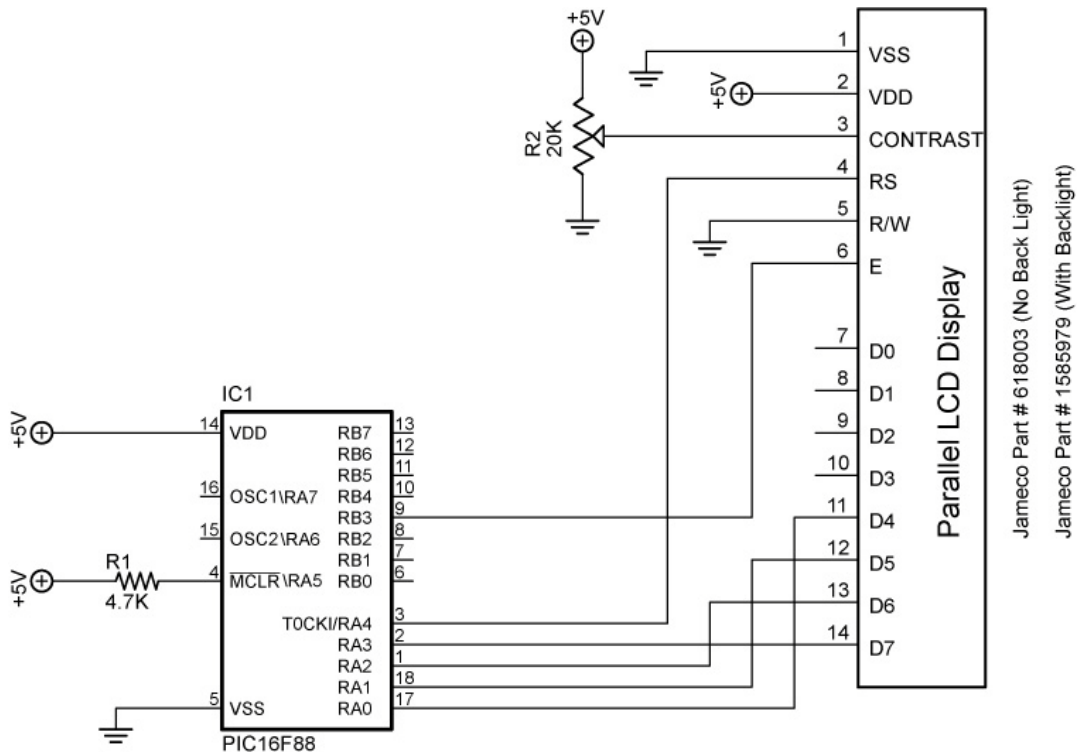 +5V
R2
20K
+5V
1 VSS
2 VDD
3 CONTRAST
4 RS
5 R/W
6 E
7 D0
8 D1
9 D2
10 D3
11 D4
12 D5
13 D6
14 D7
Parallel LCD Display
Jameco Part # 618003 (No Back Light)
Jameco Part # 1585979 (With Backlight)
IC1
+5V
14 VDD
16 OSC1\RA7
15 OSC2\RA6
+5V
R1
4.7K
4 MCLR\RA5
5 VSS
RB7 13
RB6 12
RB5 11
RB4 10
RB3 9
RB2 8
RB1 7
RB0 6
T0CKI/RA4 3
RA3 2
RA2 1
RA1 18
RA0 17
PIC16F88